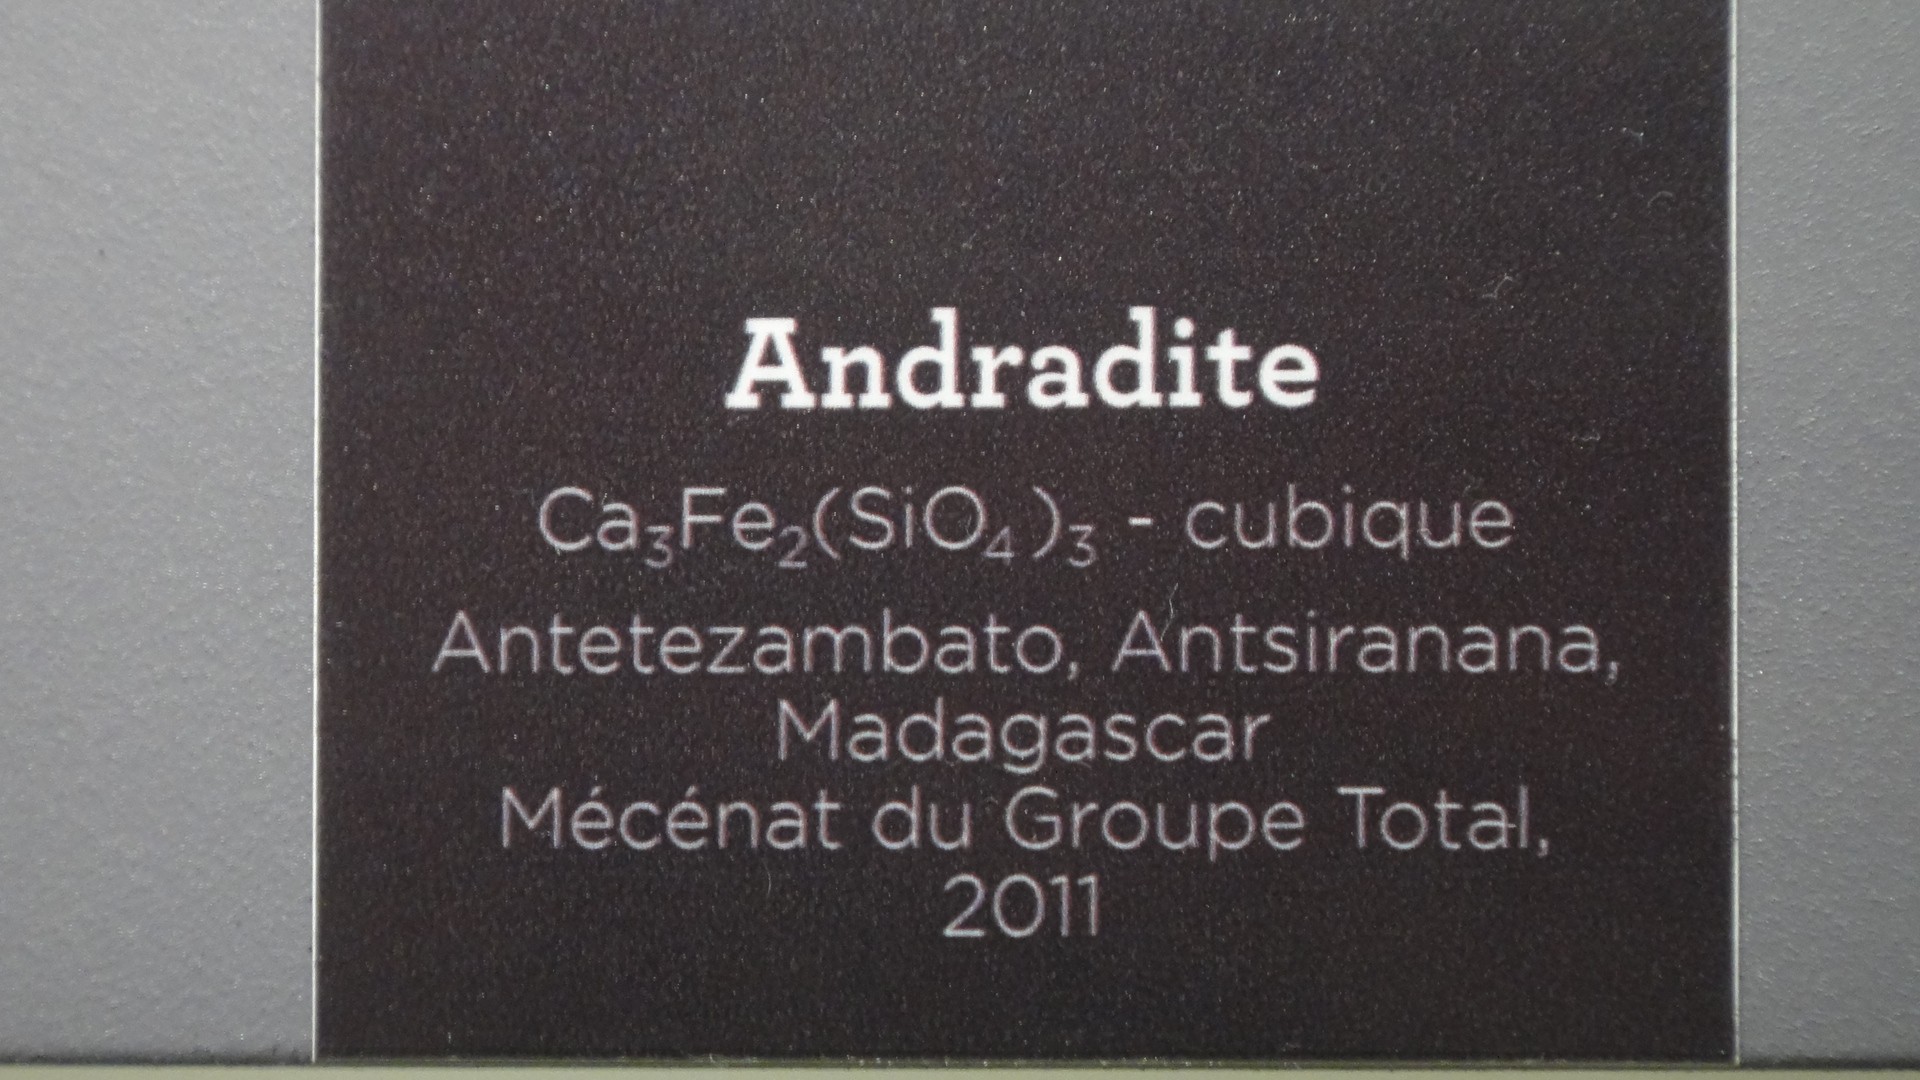 Andradite
Ca₃Fe₂(SiO₄)₃ - cubique
Antetezambato, Antsiranana,
Madagascar
Mécénat du Groupe Total,
2011